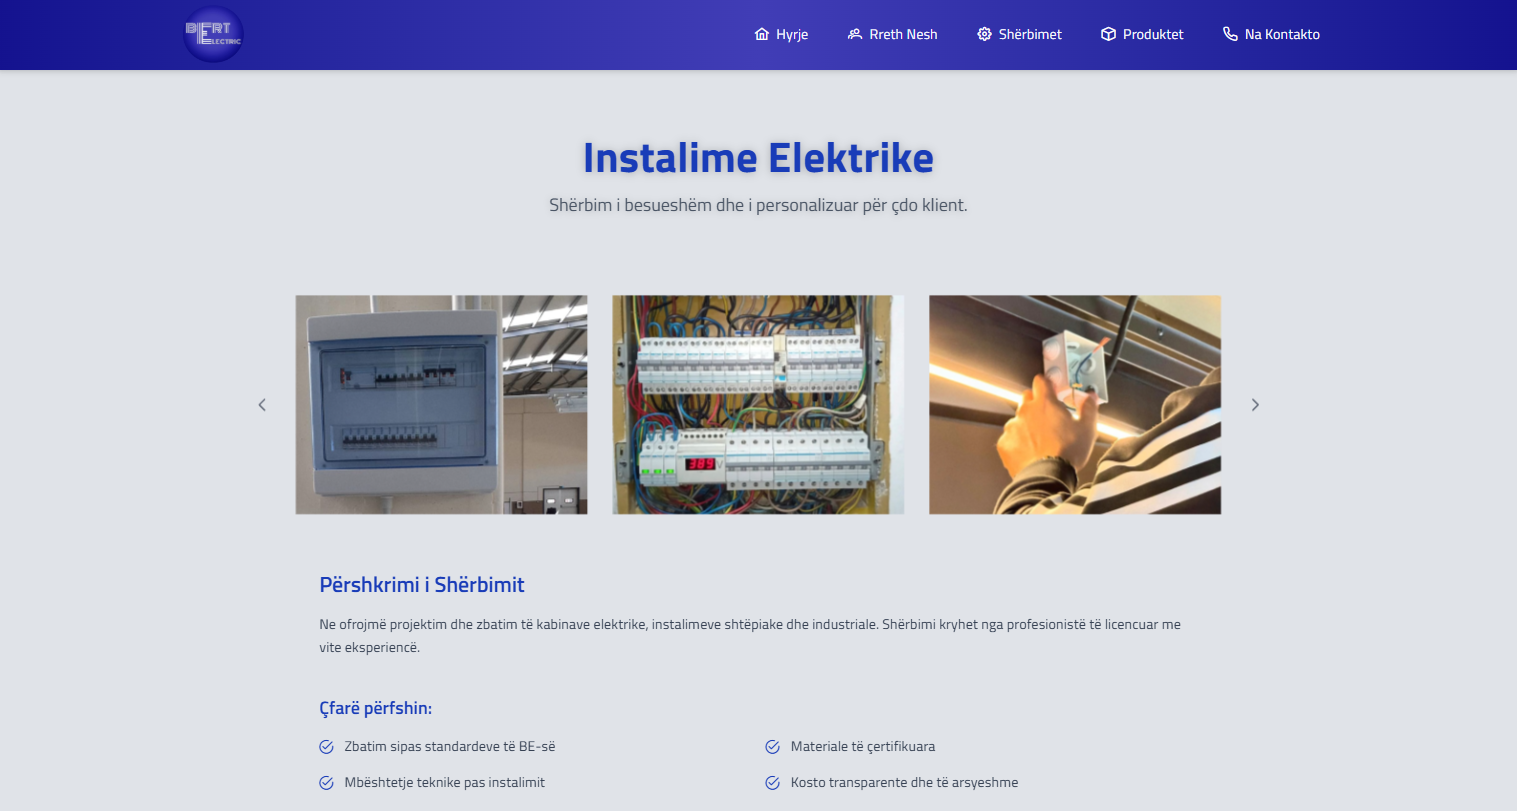 BERT
ELECTRIC
Hyrje
Rreth Nesh
Shërbimet
Produktet
Na Kontakto
Instalime Elektrike
Shërbim i besueshëm dhe i personalizuar për çdo klient.
389
Përshkrimi i Shërbimit
Ne ofrojmë projektim dhe zbatim të kabinave elektrike, instalimeve shtëpiake dhe industriale. Shërbimi kryhet nga profesionistë të licencuar me
vite eksperiencë.
Çfarë përfshin:
Zbatim sipas standardeve të BE-së
Materiale të çertifikuara
Mbështetje teknike pas instalimit
Kosto transparente dhe të arsyeshme